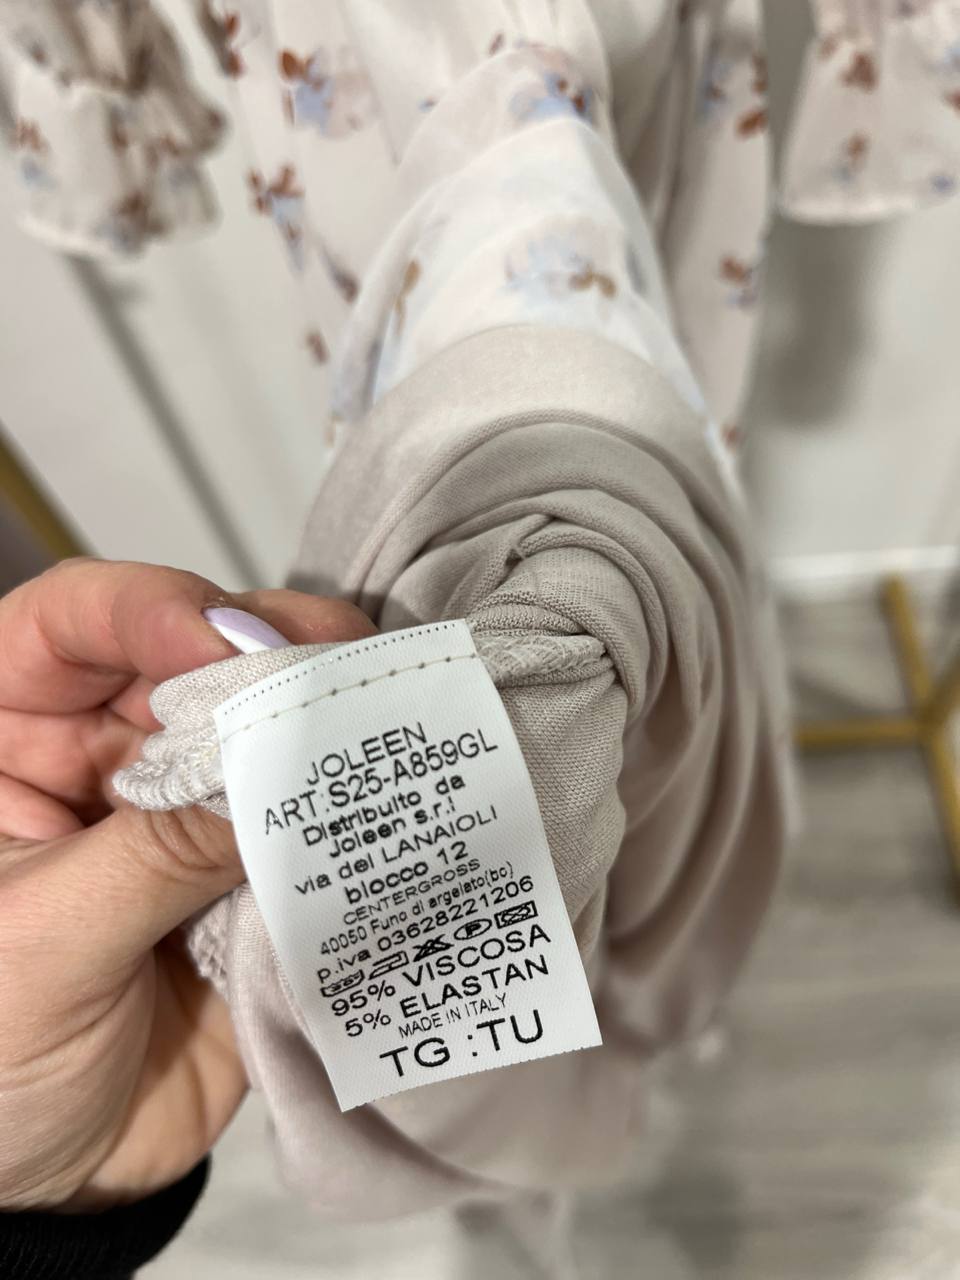 JOLEEN
ART:S25-A859GL
Distribuito da
Joleen s.r.l
via dei LANAIOLI
blocco 12
CENTERGROSS
40050 Funo di argelato(bo)
p.iva 03628221206
95% VISCOSA
5% ELASTAN
MADE IN ITALY
TG :TU